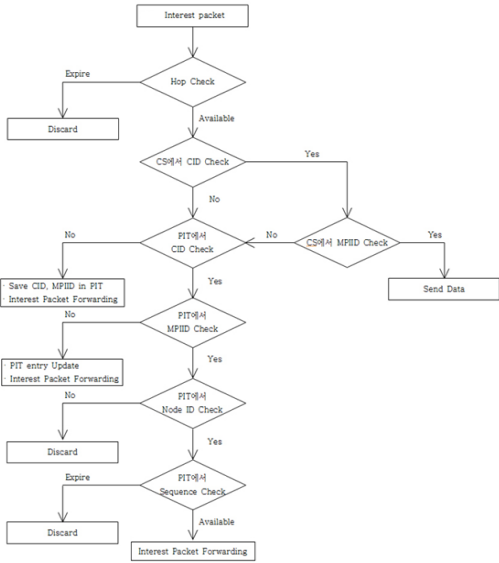 Interest packet
Expire
Hop Check
Discard
Available
CS에서 CID Check
Yes
No
No
PIT에서
CID Check
No
CS에서 MPIID Check
Yes
· Save CID, MPIID in PIT
· Interest Packet Forwarding
Yes
Send Data
No
PIT에서
MPIID Check
· PIT entry Update
· Interest Packet Forwarding
Yes
No
PIT에서
Node ID Check
Discard
Yes
Expire
PIT에서
Sequence Check
Discard
Available
Interest Packet Forwarding